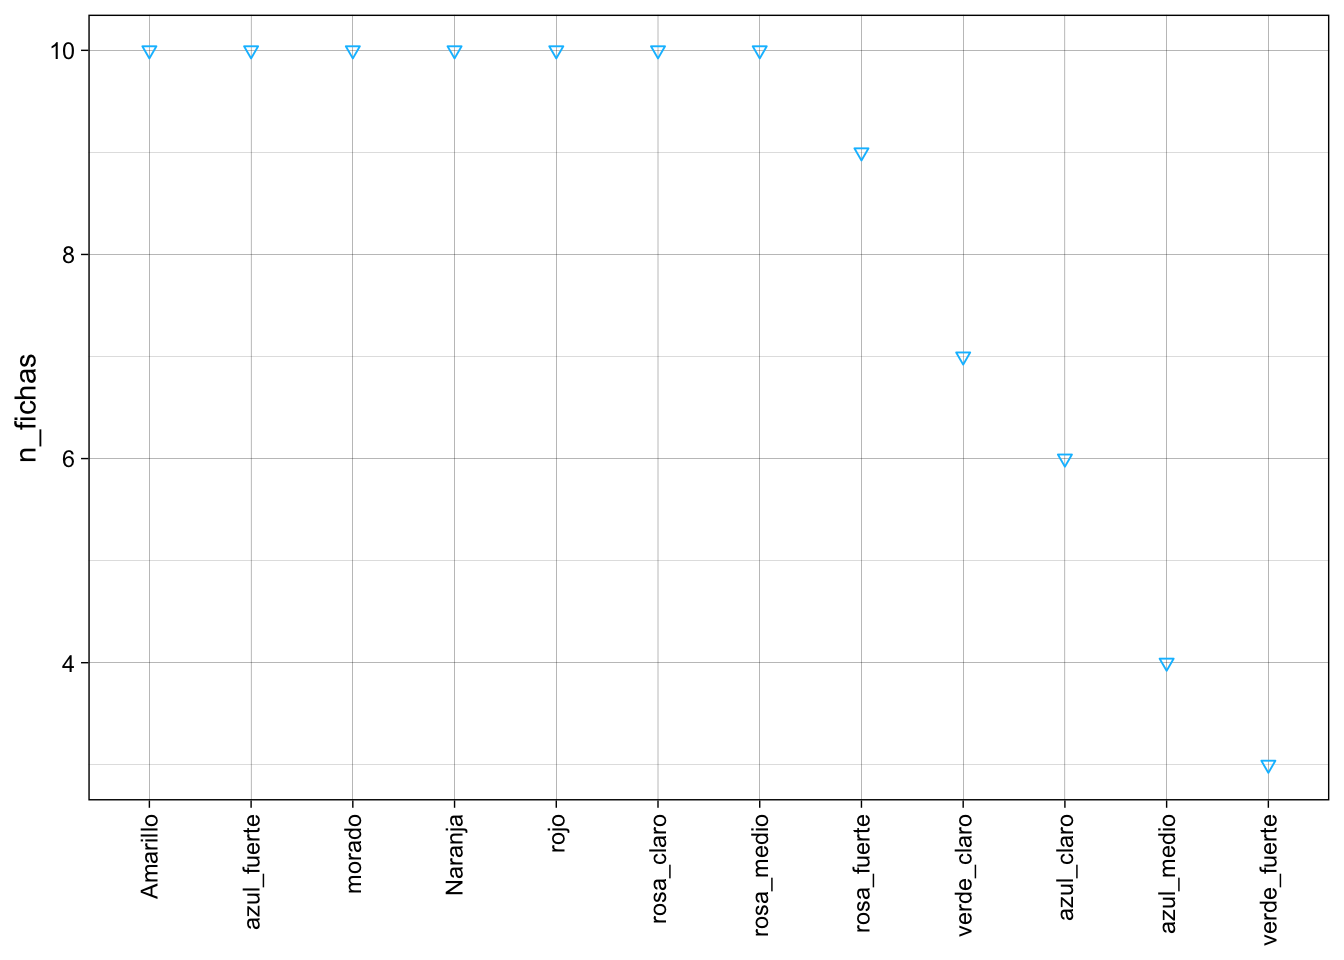 10
8
6
4
n_fichas
Amarillo
azul_fuerte
morado
Naranja
rojo
rosa_claro
rosa_medio
rosa_fuerte
verde_claro
azul_claro
azul_medio
verde_fuerte